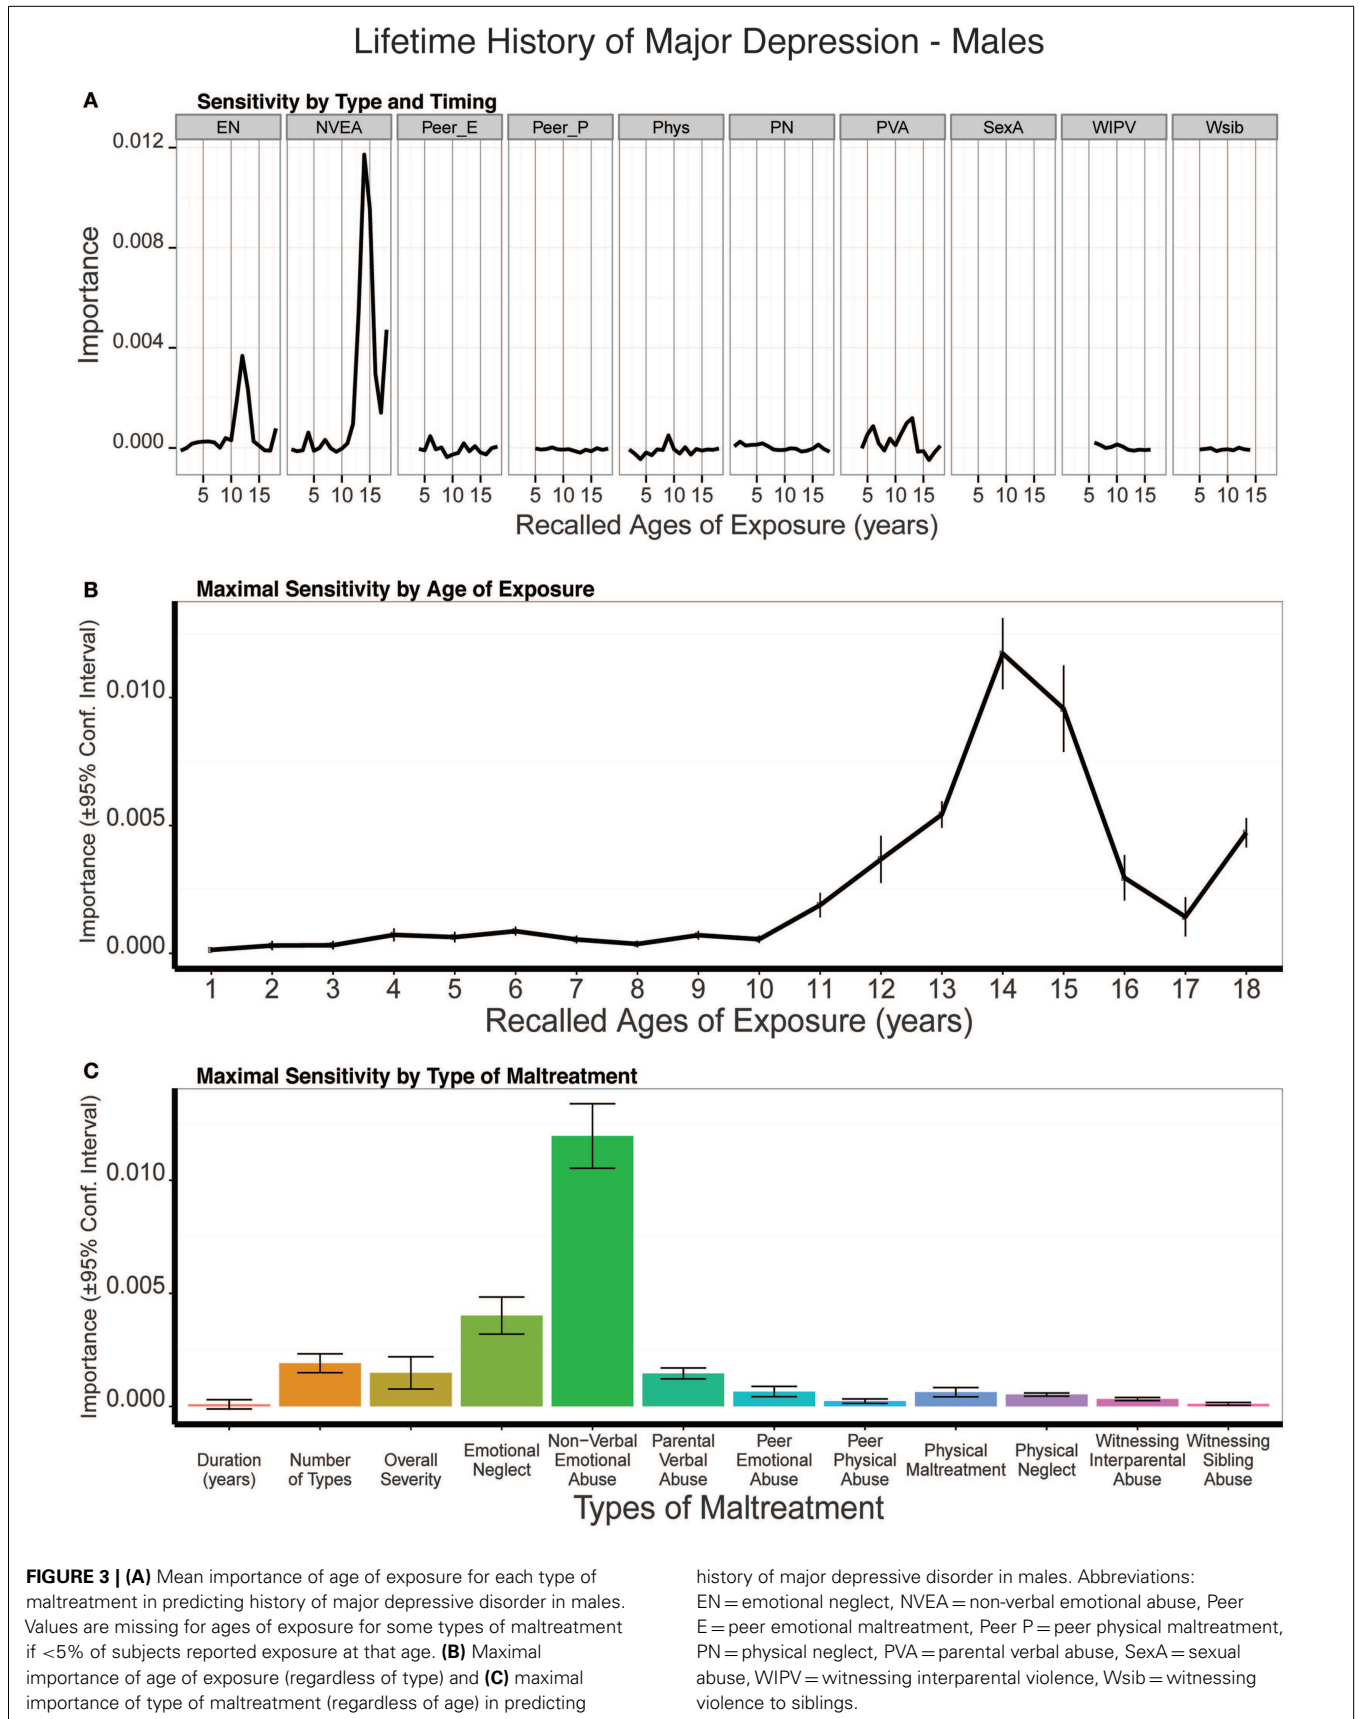 Lifetime History of Major Depression - Males
A
Sensitivity by Type and Timing
EN NVEA Peer_E Peer_P Phys PN PVA SexA WIPV Wsib
Importance
0.012
0.008
0.004
0.000
5 10 15 5 10 15 5 10 15 5 10 15 5 10 15 5 10 15 5 10 15 5 10 15 5 10 15 5 10 15
Recalled Ages of Exposure (years)
B
Maximal Sensitivity by Age of Exposure
Importance (±95% Conf. Interval)
0.010
0.005
0.000
1 2 3 4 5 6 7 8 9 10 11 12 13 14 15 16 17 18
Recalled Ages of Exposure (years)
C
Maximal Sensitivity by Type of Maltreatment
Importance (±95% Conf. Interval)
0.010
0.005
0.000
Duration
(years)
Number
of Types
Overall
Severity
Emotional
Neglect
Non−Verbal
Emotional
Abuse
Parental
Verbal
Abuse
Peer
Emotional
Abuse
Peer
Physical
Abuse
Physical
Maltreatment
Physical
Neglect
Witnessing
Interparental
Abuse
Witnessing
Sibling
Abuse
Types of Maltreatment
FIGURE 3 | (A) Mean importance of age of exposure for each type of
maltreatment in predicting history of major depressive disorder in males.
Values are missing for ages of exposure for some types of maltreatment
if <5% of subjects reported exposure at that age. (B) Maximal
importance of age of exposure (regardless of type) and (C) maximal
importance of type of maltreatment (regardless of age) in predicting
history of major depressive disorder in males. Abbreviations:
EN = emotional neglect, NVEA = non-verbal emotional abuse, Peer
E = peer emotional maltreatment, Peer P = peer physical maltreatment,
PN = physical neglect, PVA = parental verbal abuse, SexA = sexual
abuse, WIPV = witnessing interparental violence, Wsib = witnessing
violence to siblings.